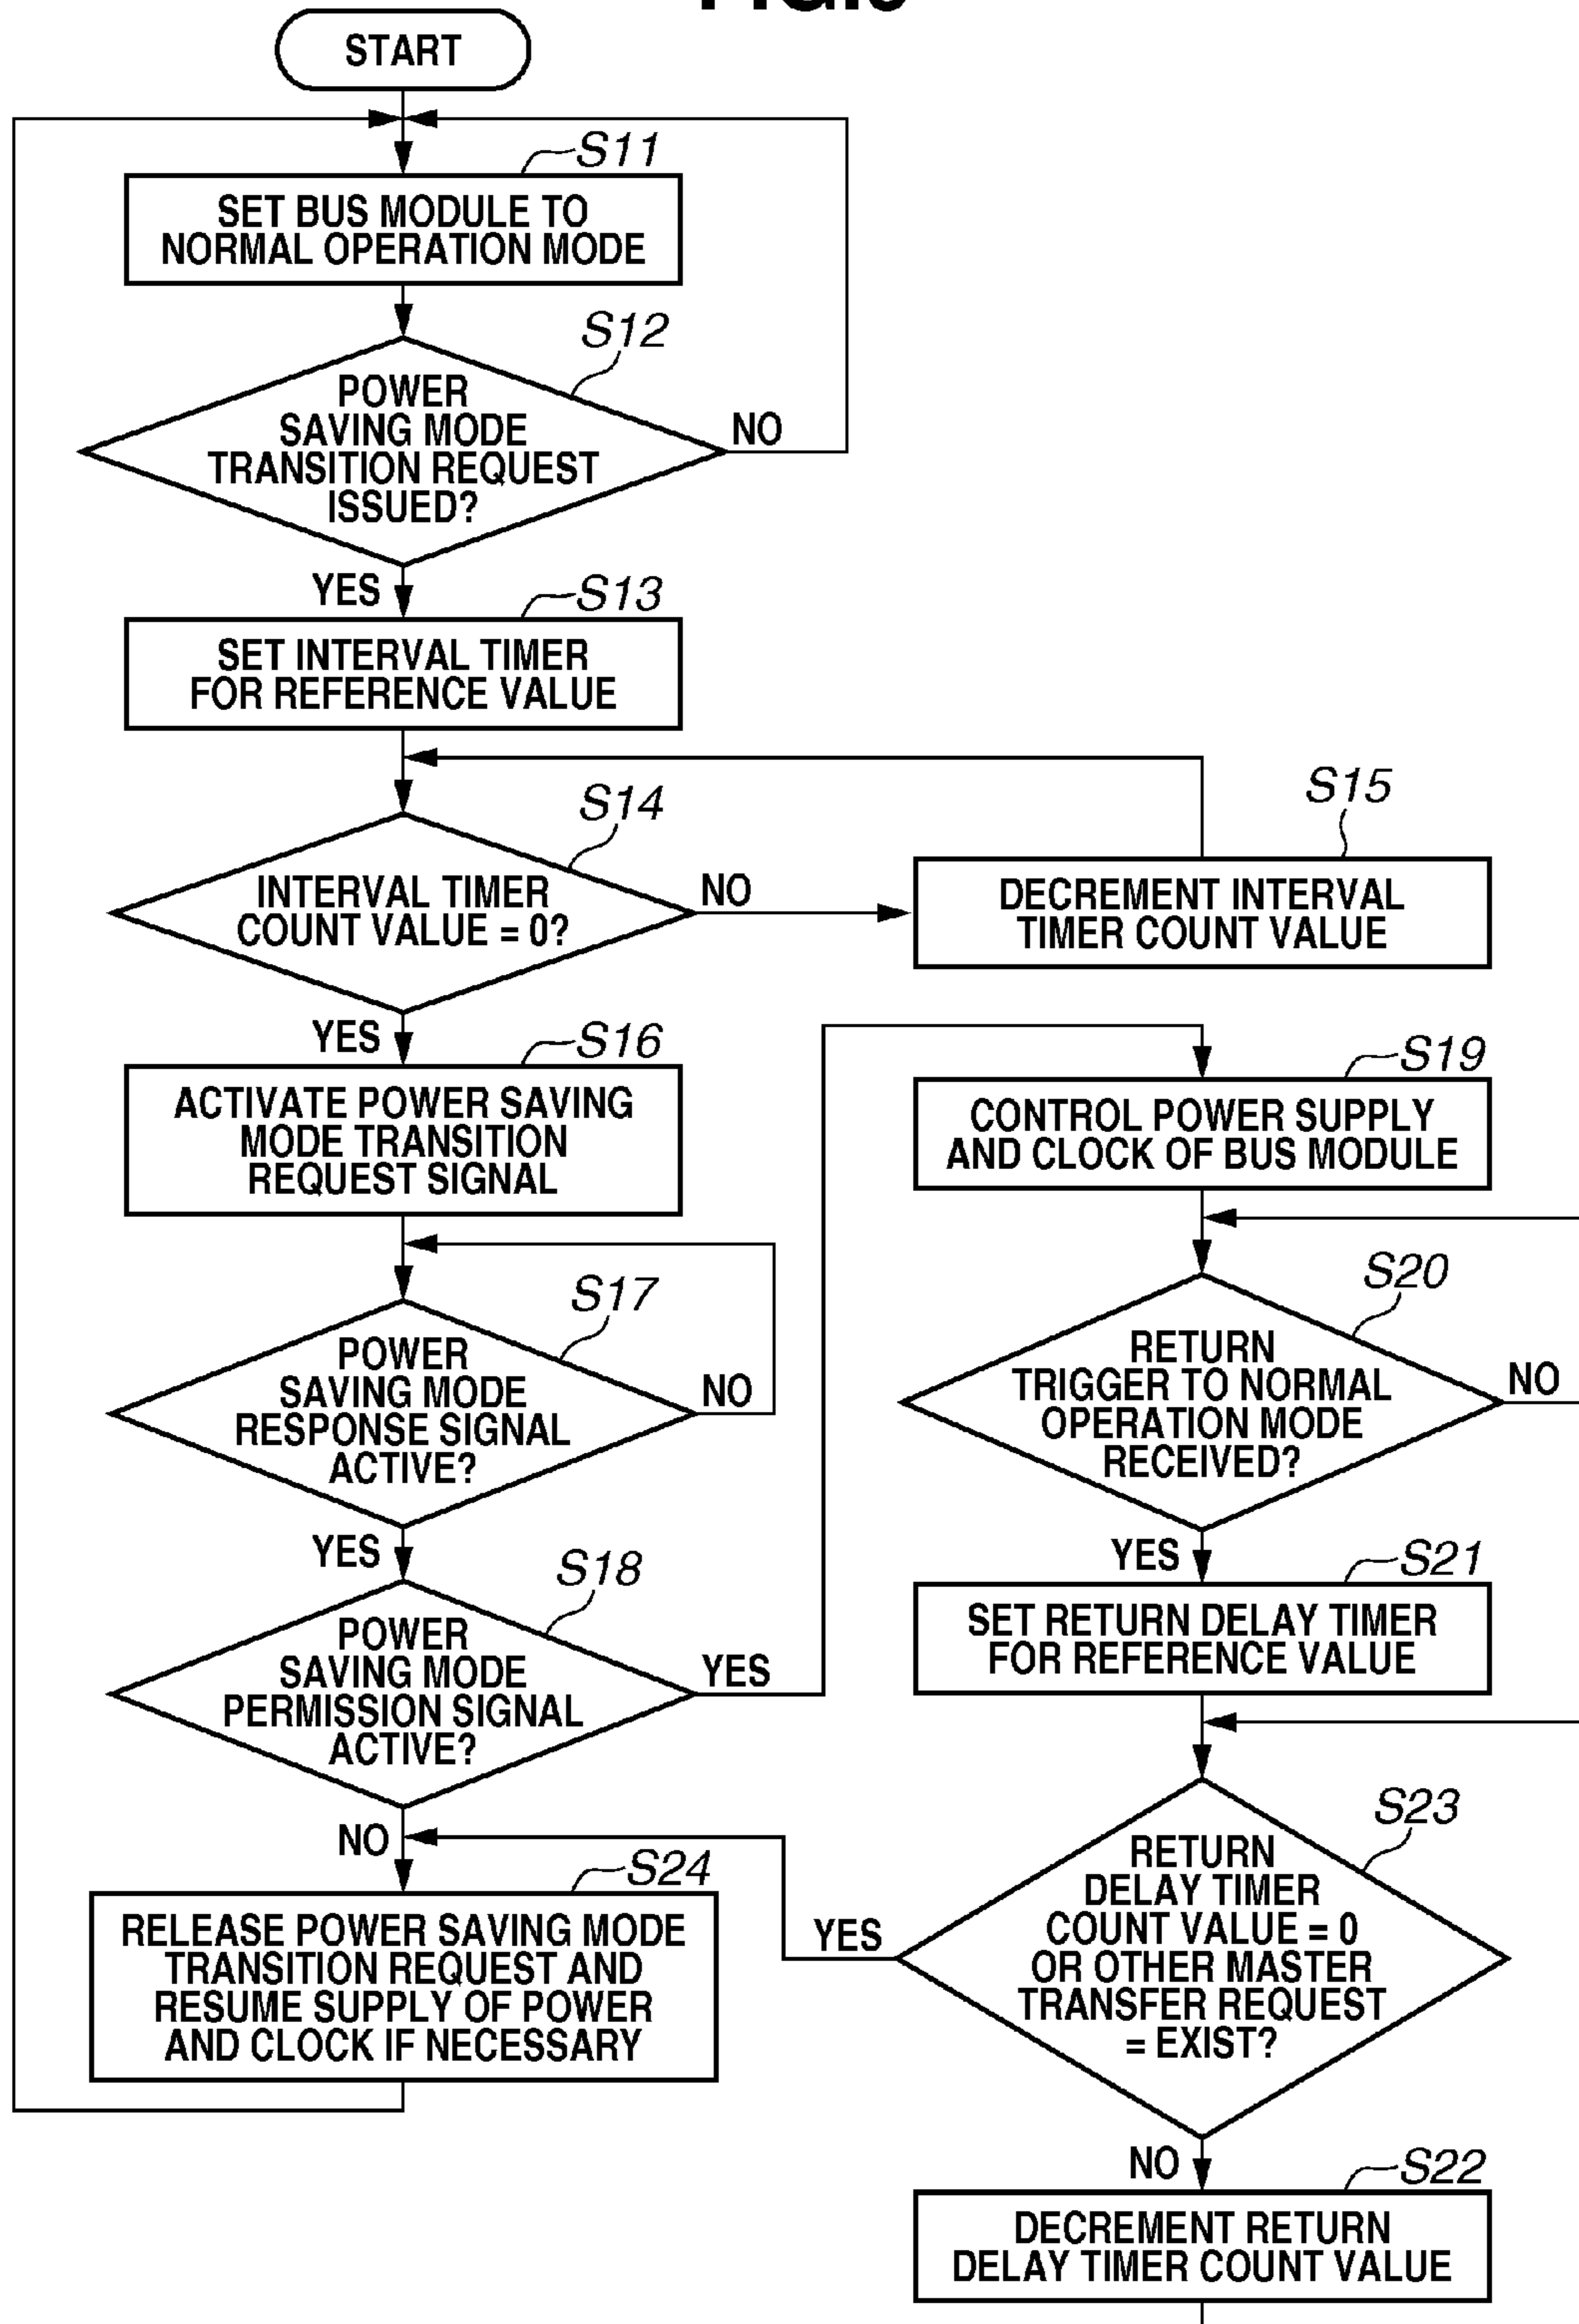 START
S11
SET BUS MODULE TO
NORMAL OPERATION MODE
S12
POWER
SAVING MODE
TRANSITION REQUEST
ISSUED?
NO
YES
S13
SET INTERVAL TIMER
FOR REFERENCE VALUE
S14
INTERVAL TIMER
COUNT VALUE = 0?
NO
S15
DECREMENT INTERVAL
TIMER COUNT VALUE
YES
S16
ACTIVATE POWER SAVING
MODE TRANSITION
REQUEST SIGNAL
S17
POWER
SAVING MODE
RESPONSE SIGNAL
ACTIVE?
NO
YES
S18
POWER
SAVING MODE
PERMISSION SIGNAL
ACTIVE?
YES
NO
S19
CONTROL POWER SUPPLY
AND CLOCK OF BUS MODULE
S20
RETURN
TRIGGER TO NORMAL
OPERATION MODE
RECEIVED?
NO
YES
S21
SET RETURN DELAY TIMER
FOR REFERENCE VALUE
S23
RETURN
DELAY TIMER
COUNT VALUE = 0
OR OTHER MASTER
TRANSFER REQUEST
= EXIST?
YES
NO
S22
DECREMENT RETURN
DELAY TIMER COUNT VALUE
S24
RELEASE POWER SAVING MODE
TRANSITION REQUEST AND
RESUME SUPPLY OF POWER
AND CLOCK IF NECESSARY